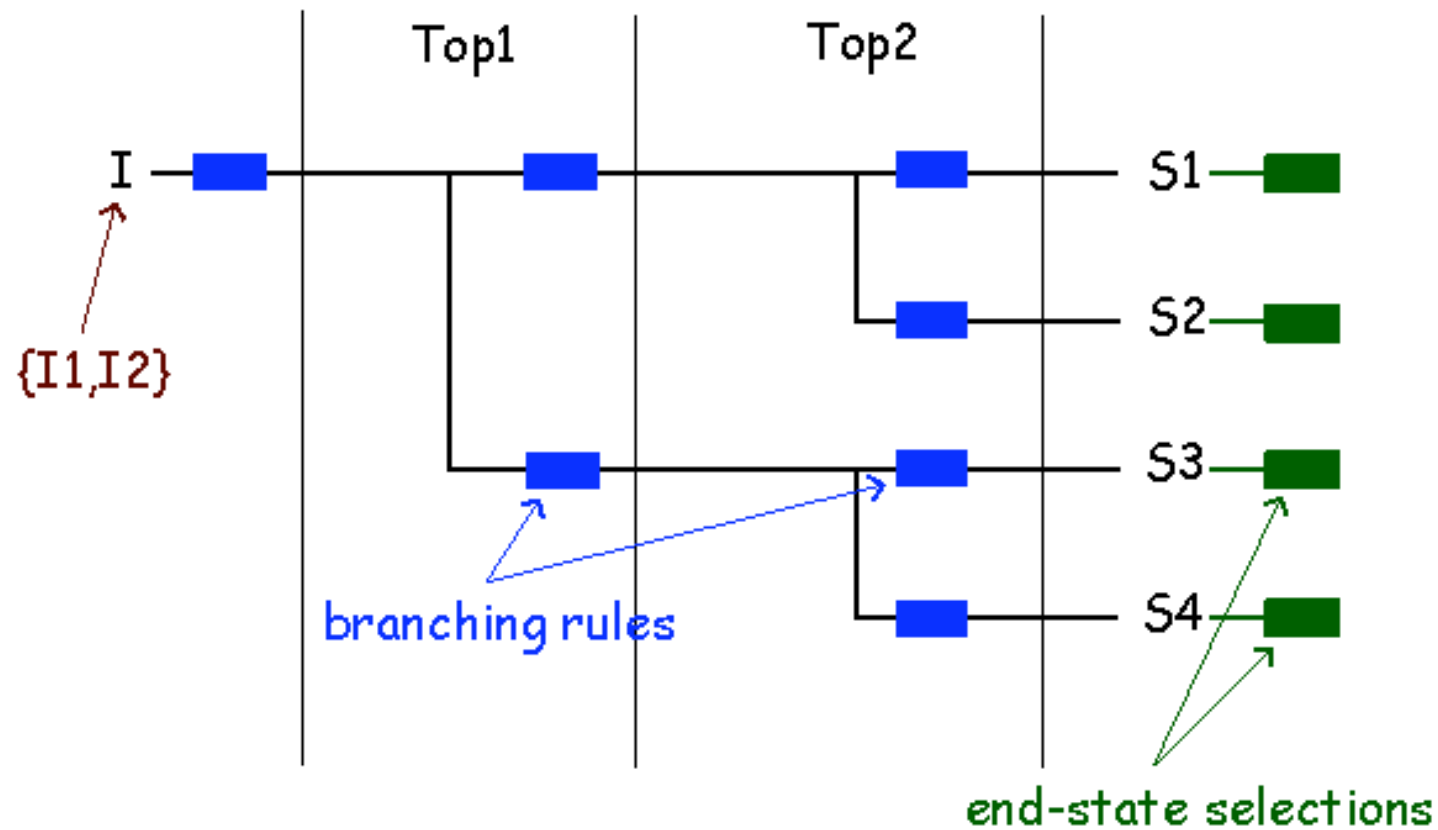 Top1
Top2
I
S1
S2
{I1,I2}
S3
branching rules
S4
end-state selections